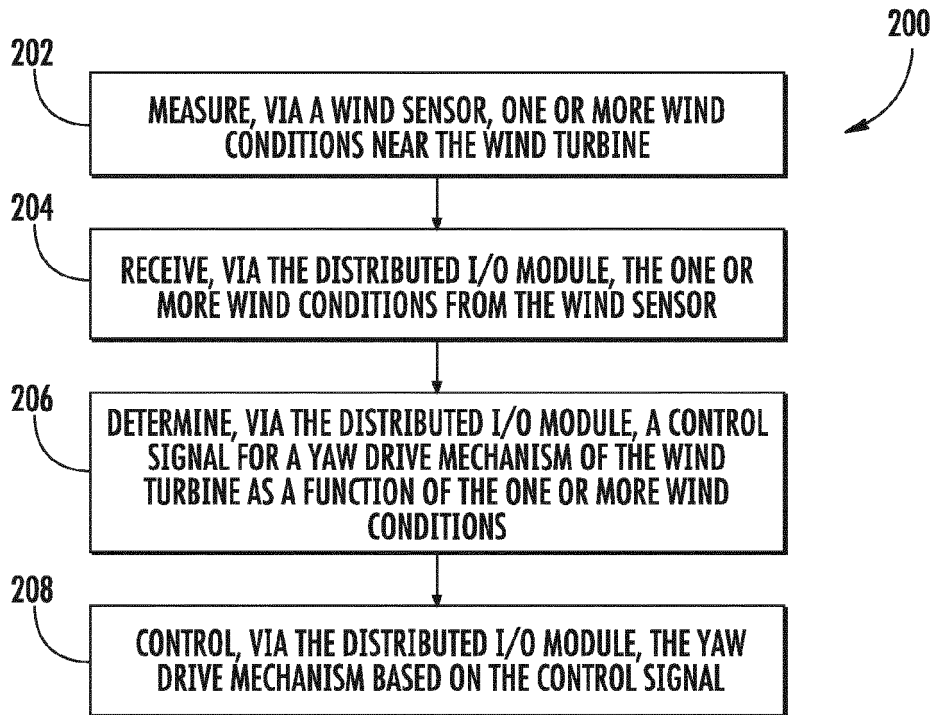 200
202
MEASURE, VIA A WIND SENSOR, ONE OR MORE WIND
CONDITIONS NEAR THE WIND TURBINE
204
RECEIVE, VIA THE DISTRIBUTED I/O MODULE, THE ONE OR
MORE WIND CONDITIONS FROM THE WIND SENSOR
206
DETERMINE, VIA THE DISTRIBUTED I/O MODULE, A CONTROL
SIGNAL FOR A YAW DRIVE MECHANISM OF THE WIND
TURBINE AS A FUNCTION OF THE ONE OR MORE WIND
CONDITIONS
208
CONTROL, VIA THE DISTRIBUTED I/O MODULE, THE YAW
DRIVE MECHANISM BASED ON THE CONTROL SIGNAL.